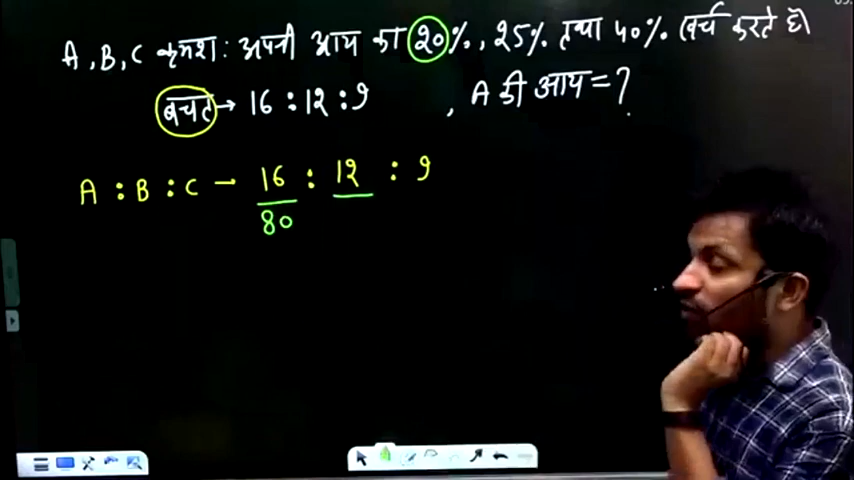 A, B, C क्रमश: अपनी आय का 20%, 25% तथा 40% खर्च करते हैं
बचत → 16 : 12 : 9 , A की आय = ?
A : B : C → 16 : 12 : 9
80